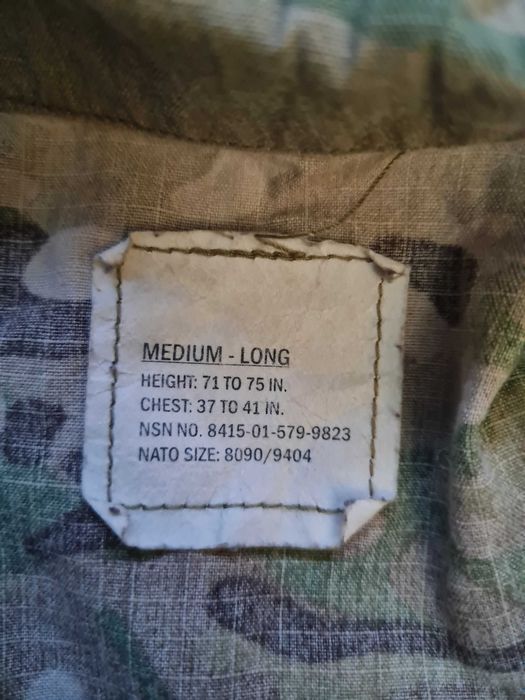 MEDIUM - LONG
HEIGHT: 71 TO 75 IN.
CHEST: 37 TO 41 IN.
NSN NO. 8415-01-579-9823
NATO SIZE: 8090/9404